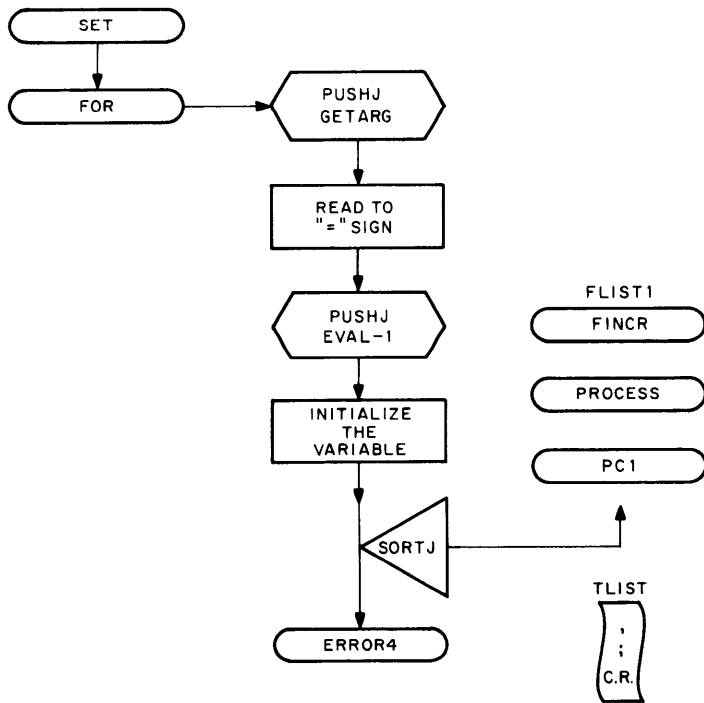 SET
FOR
PUSHJ
GETARG
READ TO
"=" SIGN
PUSHJ
EVAL-1
INITIALIZE
THE
VARIABLE
SORTJ
ERROR4
FLIST1
FINCR
PROCESS
PC1
TLIST
,
;
C.R.